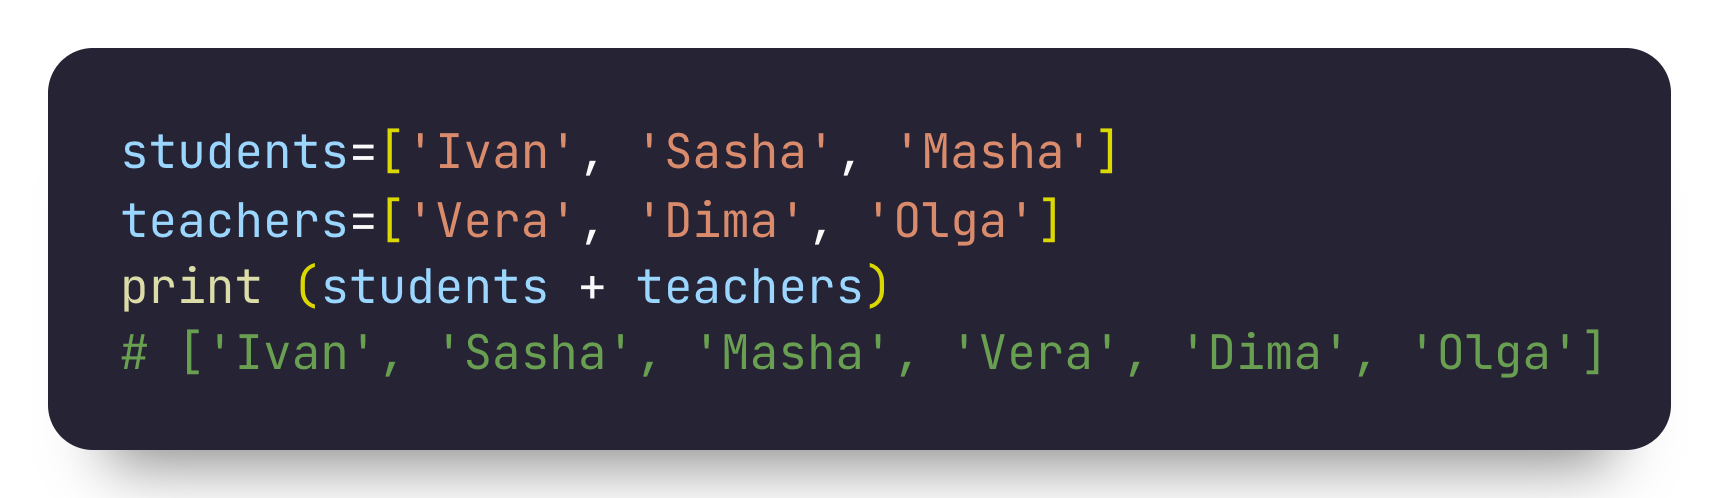 students=['Ivan', 'Sasha', 'Masha']
teachers=['Vera', 'Dima', 'Olga']
print (students + teachers)
# ['Ivan', 'Sasha', 'Masha', 'Vera', 'Dima', 'Olga']